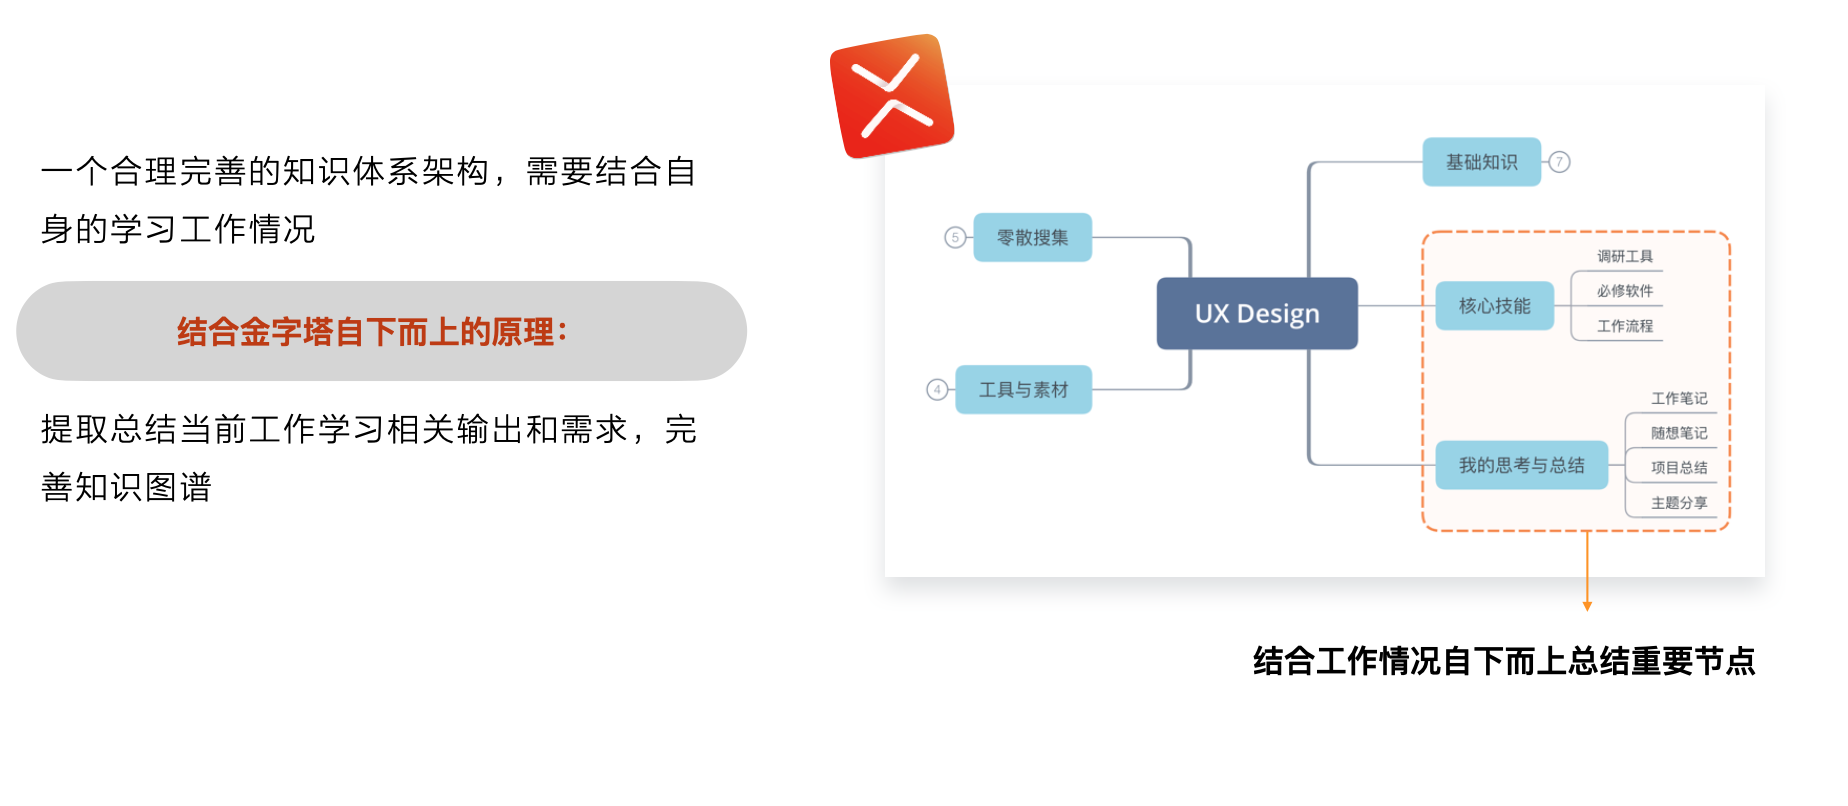 一个合理完善的知识体系架构，需要结合自
身的学习工作情况
结合金字塔自下而上的原理：
提取总结当前工作学习相关输出和需求，完
善知识图谱
基础知识
7
5
零散搜集
调研工具
UX Design
核心技能
必修软件
工作流程
4
工具与素材
工作笔记
随想笔记
我的思考与总结
项目总结
主题分享
结合工作情况自下而上总结重要节点